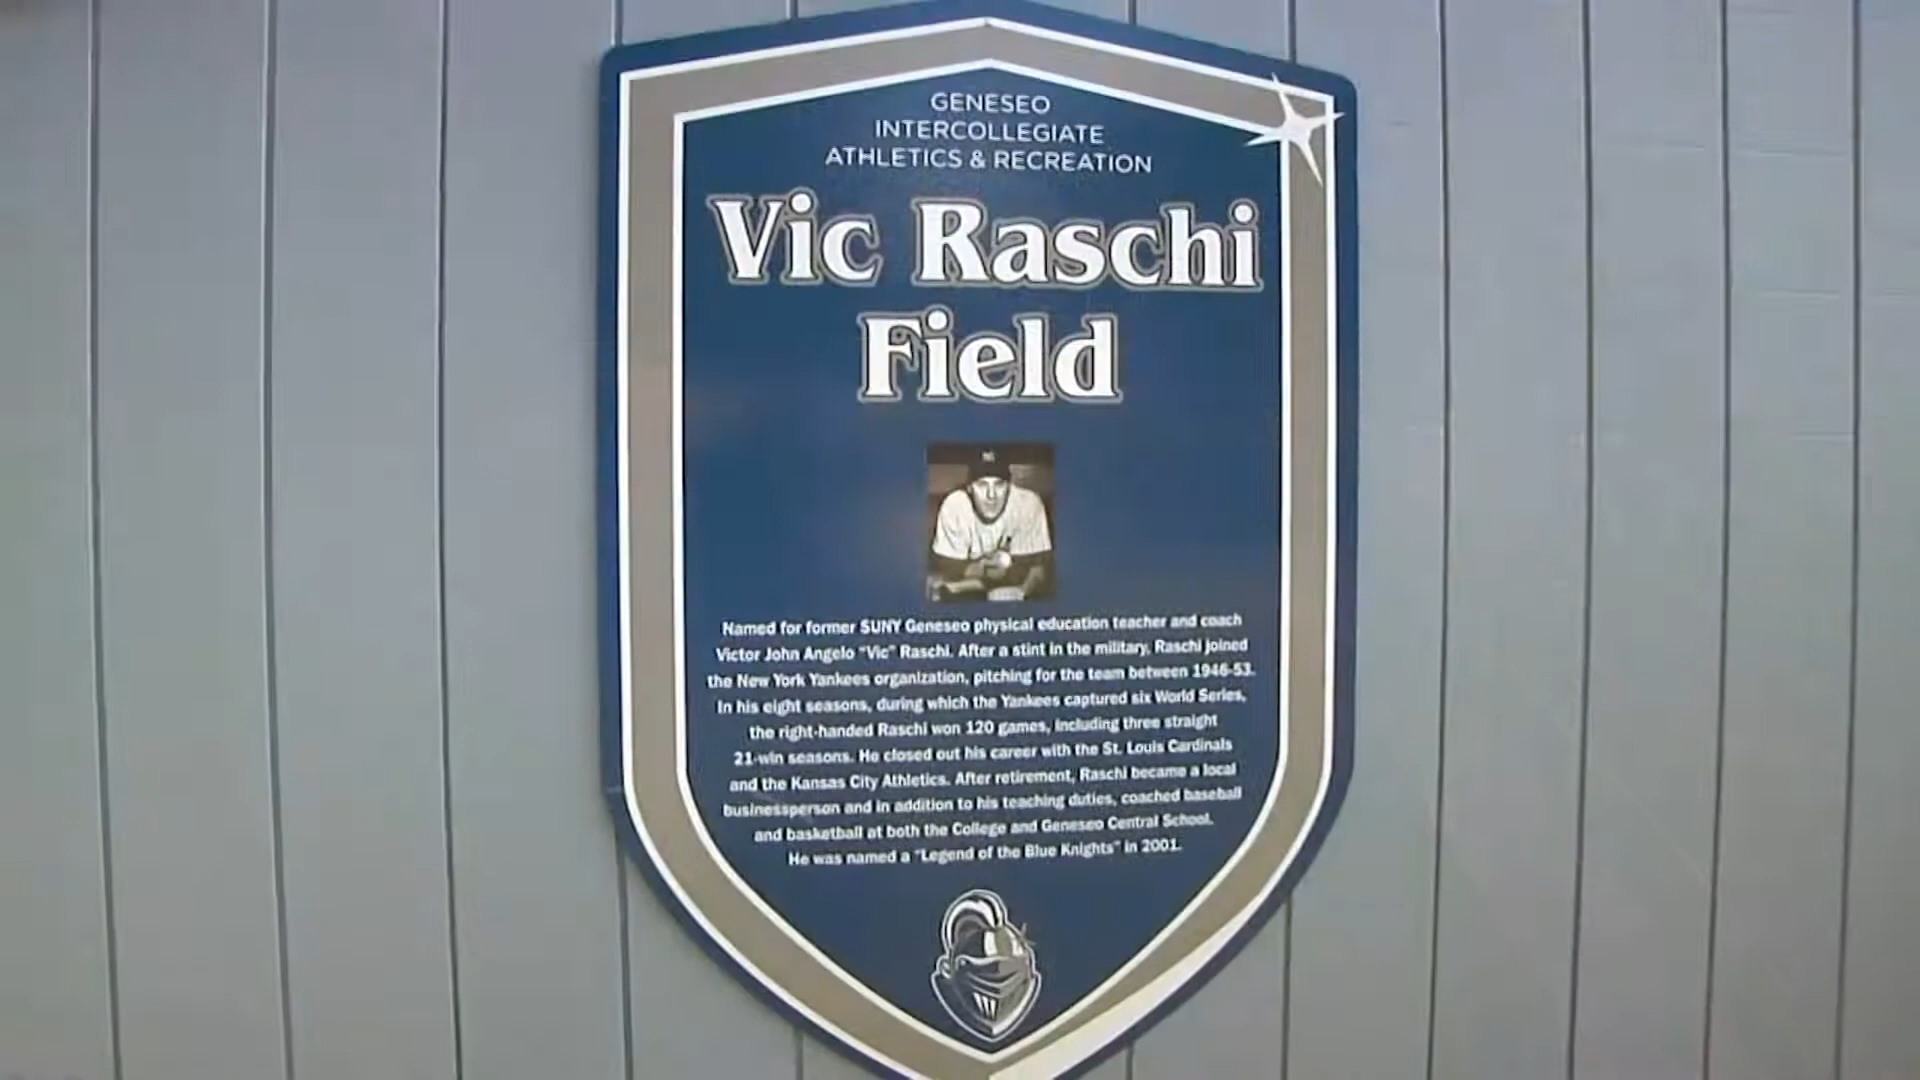 GENESEO
INTERCOLLEGIATE
ATHLETICS & RECREATION
Vic Raschi
Field
Named for former SUNY Geneseo physical education teacher and coach
Victor John Angelo "Vic" Raschi. After a stint in the military, Raschi joined
the New York Yankees organization, pitching for the team between 1946-53.
In his eight seasons, during which the Yankees captured six World Series,
the right-handed Raschi won 120 games, including three straight
21-win seasons. He closed out his career with the St. Louis Cardinals
and the Kansas City Athletics. After retirement, Raschi became a local
businessperson and in addition to his teaching duties, coached baseball
and basketball at both the College and Geneseo Central School.
He was named a "Legend of the Blue Knights" in 2001.